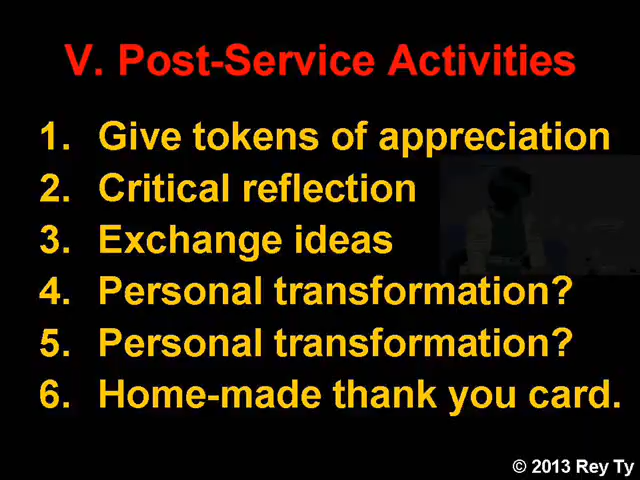 V. Post-Service Activities
1. Give tokens of appreciation
2. Critical reflection
3. Exchange ideas
4. Personal transformation?
5. Personal transformation?
6. Home-made thank you card.
© 2013 Rey Ty